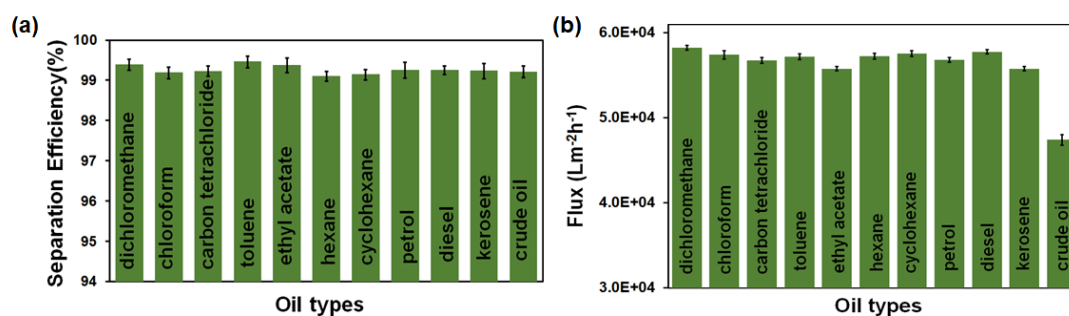 (a)
Separation Efficiency(%)
100
99
98
97
96
95
94
dichloromethane
chloroform
carbon tetrachloride
toluene
ethyl acetate
hexane
cyclohexane
petrol
diesel
kerosene
crude oil
Oil types
(b)
Flux (Lm-2h-1)
6.0E+04
5.0E+04
4.0E+04
3.0E+04
dichloromethane
chloroform
carbon tetrachloride
toluene
ethyl acetate
hexane
cyclohexane
petrol
diesel
kerosene
crude oil
Oil types